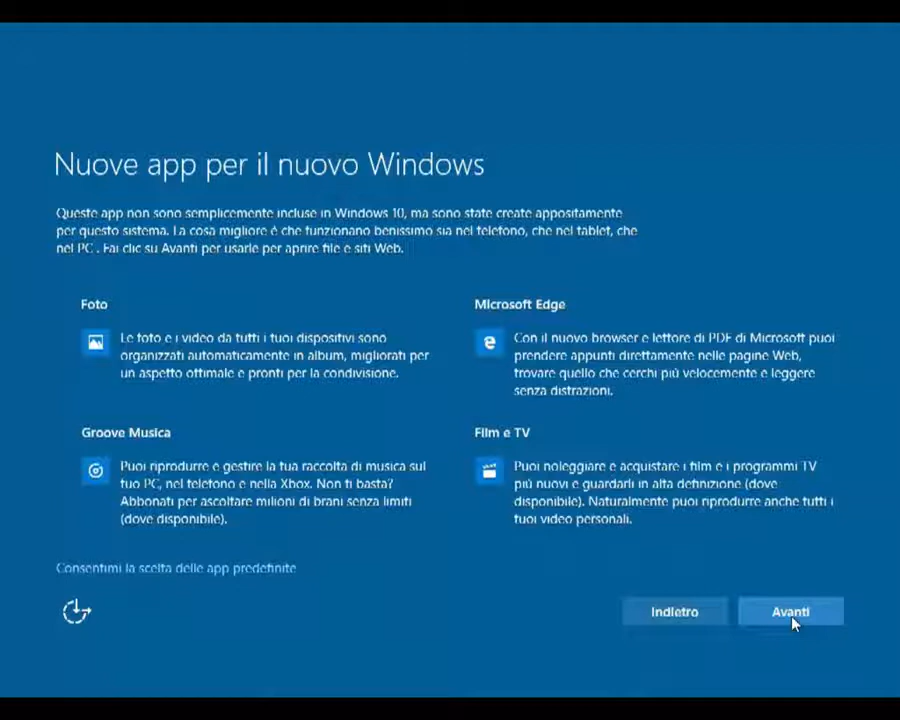 Nuove app per il nuovo Windows
Queste app non sono semplicemente incluse in Windows 10, ma sono state create appositamente
per questo sistema. La cosa migliore è che funzionano benissimo sia nel telefono, che nel tablet, che
nel PC . Fai clic su Avanti per usarle per aprire file e siti Web.
Foto
Le foto e i video da tutti i tuoi dispositivi sono
organizzati automaticamente in album, migliorati per
un aspetto ottimale e pronti per la condivisione.
Microsoft Edge
Con il nuovo browser e lettore di PDF di Microsoft puoi
prendere appunti direttamente nelle pagine Web,
trovare quello che cerchi più velocemente e leggere
senza distrazioni.
Groove Musica
Puoi riprodurre e gestire la tua raccolta di musica sul
tuo PC, nel telefono e nella Xbox. Non ti basta?
Abbonati per ascoltare milioni di brani senza limiti
(dove disponibile).
Film e TV
Puoi noleggiare e acquistare i film e i programmi TV
più nuovi e guardarli in alta definizione (dove
disponibile). Naturalmente puoi riprodurre anche tutti i
tuoi video personali.
Consentimi la scelta delle app predefinite
Indietro
Avanti